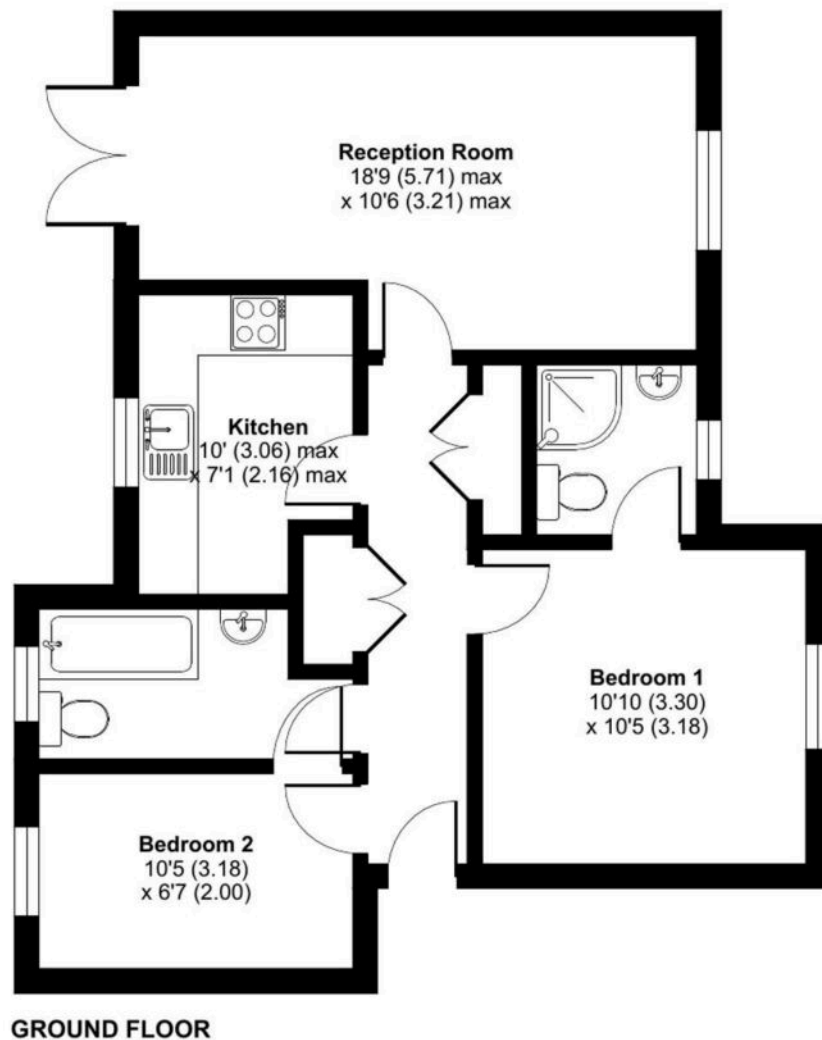 Reception Room
18'9 (5.71) max
x 10'6 (3.21) max
Kitchen
10' (3.06) max
x 7'1 (2.16) max
Bedroom 1
10'10 (3.30)
x 10'5 (3.18)
Bedroom 2
10'5 (3.18)
x 6'7 (2.00)
GROUND FLOOR